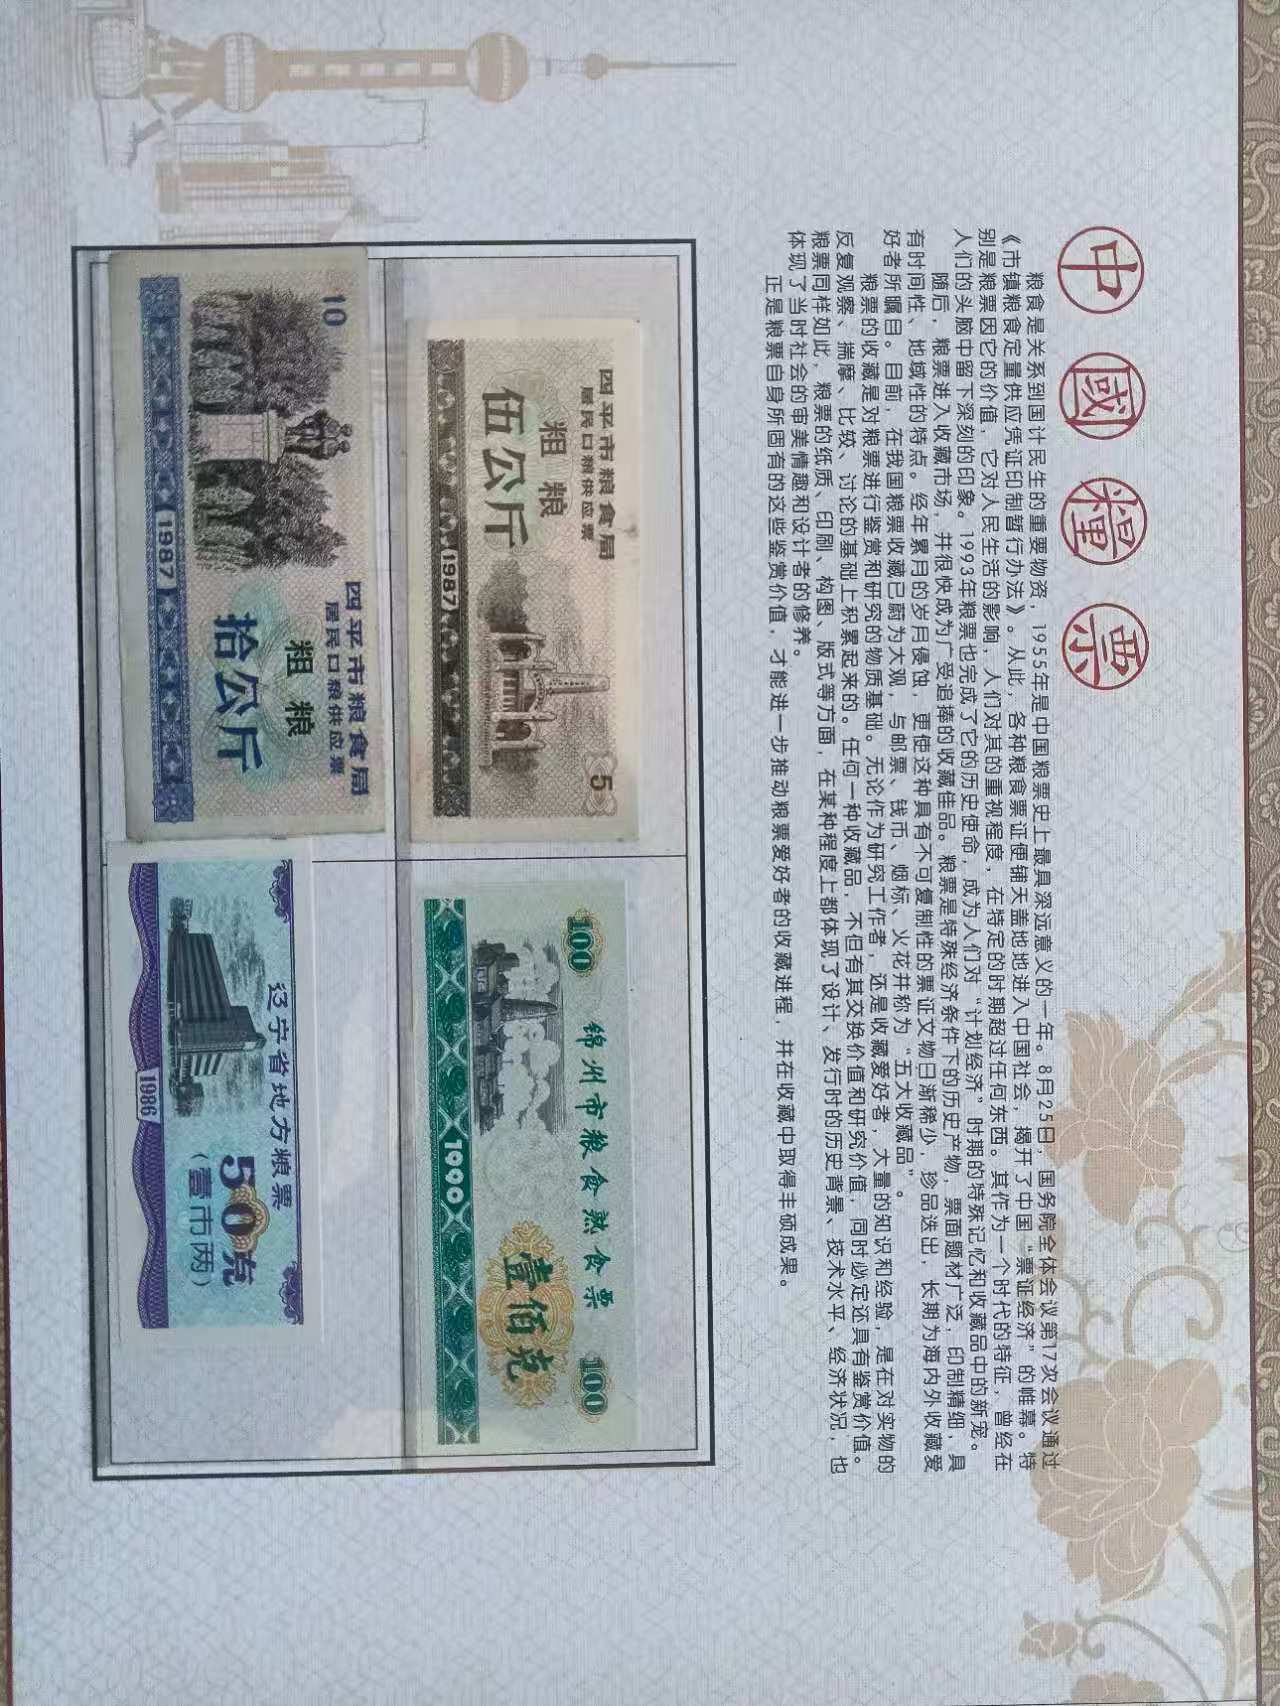 中國糧票
粮食是关系到国计民生的重要物资，1955年是中国粮票史上最具深远意义的一年。8月25日，国务院全体会议第17次会议通过
《市镇粮食定量供应凭证印制暂行办法》。从此，各种粮食票证便铺天盖地地进入中国社会，揭开了中国“票证经济”的帷幕。特
别是粮票因它的价值，它对人民生活的影响，人们对其的重视程度，在特定的时期超过任何东西。其作为一个时代的特征，曾经在
人们的头脑中留下深刻的印象。1993年粮票也完成了它的历史使命，成为人们对“计划经济”时期的特殊记忆和收藏品中的新宠。
随后，粮票进入收藏市场，并很快成为广受追捧的收藏佳品。粮票是特殊经济条件下的历史产物，票面题材广泛，印制精细，具
有时间性、地域性的特点。经年累月的岁月侵蚀，更使这种具有不可复制性的票证文物日渐稀少，珍品迭出，长期为海内外收藏爱
好者所瞩目。目前，在我国粮票收藏已蔚为大观，与邮票、钱币、烟标、火花并称为“五大收藏品”。
粮票的收藏是对粮票进行鉴赏和研究的物质基础。无论作为研究工作者，还是收藏爱好者，大量的知识和经验，是在对实物的
反复观察、揣摩、比较、讨论的基础上积累起来的。任何一种收藏品，不但有其交换价值和研究价值，同时必定还具有鉴赏价值。
粮票同样如此，粮票的纸质、印刷、构图、版式等方面，在某种程度上都体现了设计、发行时的历史背景、技术水平、经济状况，也
体现了当时社会的审美情趣和设计者的修养。
正是粮票自身所固有的这些鉴赏价值，才能进一步推动粮票爱好者的收藏进程，并在收藏中取得丰硕成果。
四平市粮食局
居民口粮供应票
粗粮
伍公斤
1987
5
100
锦州市粮食熟食票
壹佰克
1990
100
10
四平市粮食局
居民口粮供应票
粗粮
拾公斤
1987
辽宁省地方粮票
50克
(壹市两)
1986